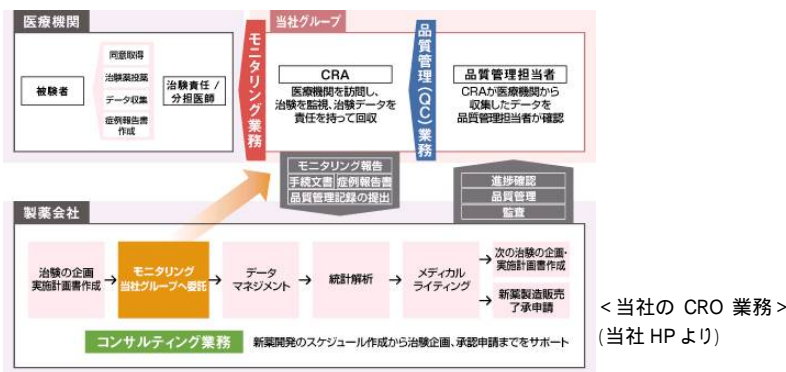 医療機関
被験者
同意取得
治験薬投薬
データ収集
症例報告書
作成
治験責任 /
分担医師
モニタリング業務
当社グループ
CRA
医療機関を訪問し、
治験を監視、治験データを
責任を持って回収
品質管理(QC)業務
品質管理担当者
CRAが医療機関から
収集したデータを
品質管理担当者が確認
モニタリング報告
手続文書 症例報告書
品質管理記録の提出
進捗確認
品質管理
監査
製薬会社
治験の企画
実施計画書作成
モニタリング
当社グループへ委託
データ
マネジメント
統計解析
メディカル
ライティング
次の治験の企画・
実施計画書作成
新薬製造販売
了承申請
コンサルティング業務 新薬開発のスケジュール作成から治験企画、承認申請までをサポート
<当社の CRO 業務>
(当社 HP より)